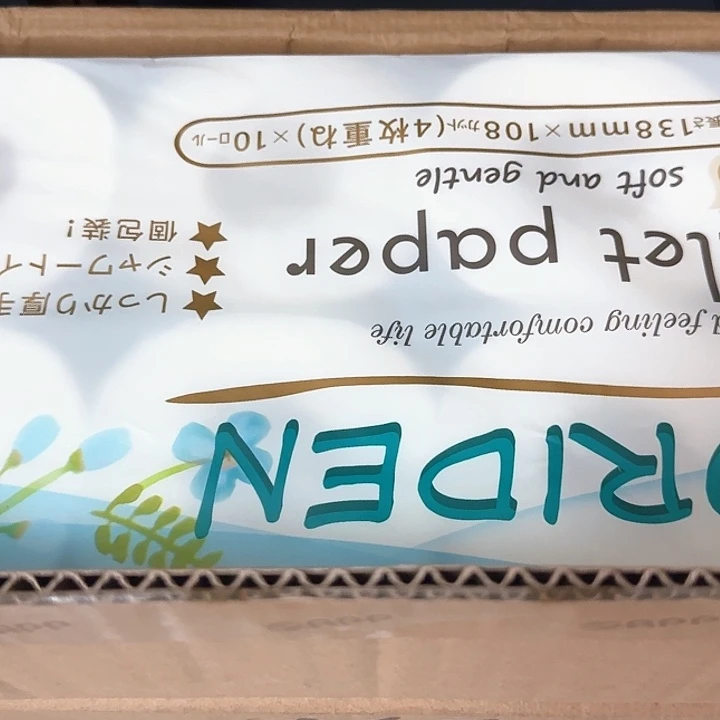 ORIDEN
feeling comfortable life
let paper
soft and gentle
★しっかり厚手
★シャワートイ
★個包装!
長さ138mm×108カット(4枚重ね)×10ロール